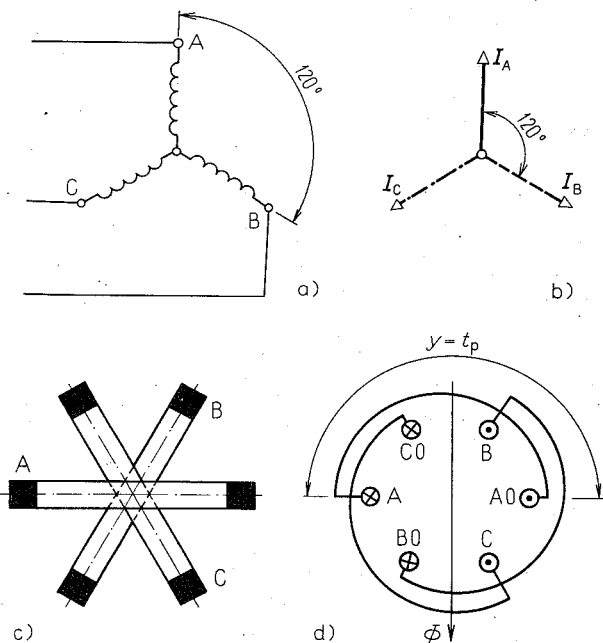 A
120°
C
B
a)
I_A
120°
I_C
I_B
b)
A
B
C
c)
y = t_p
C0
B
A
A0
B0
C
Φ
d)